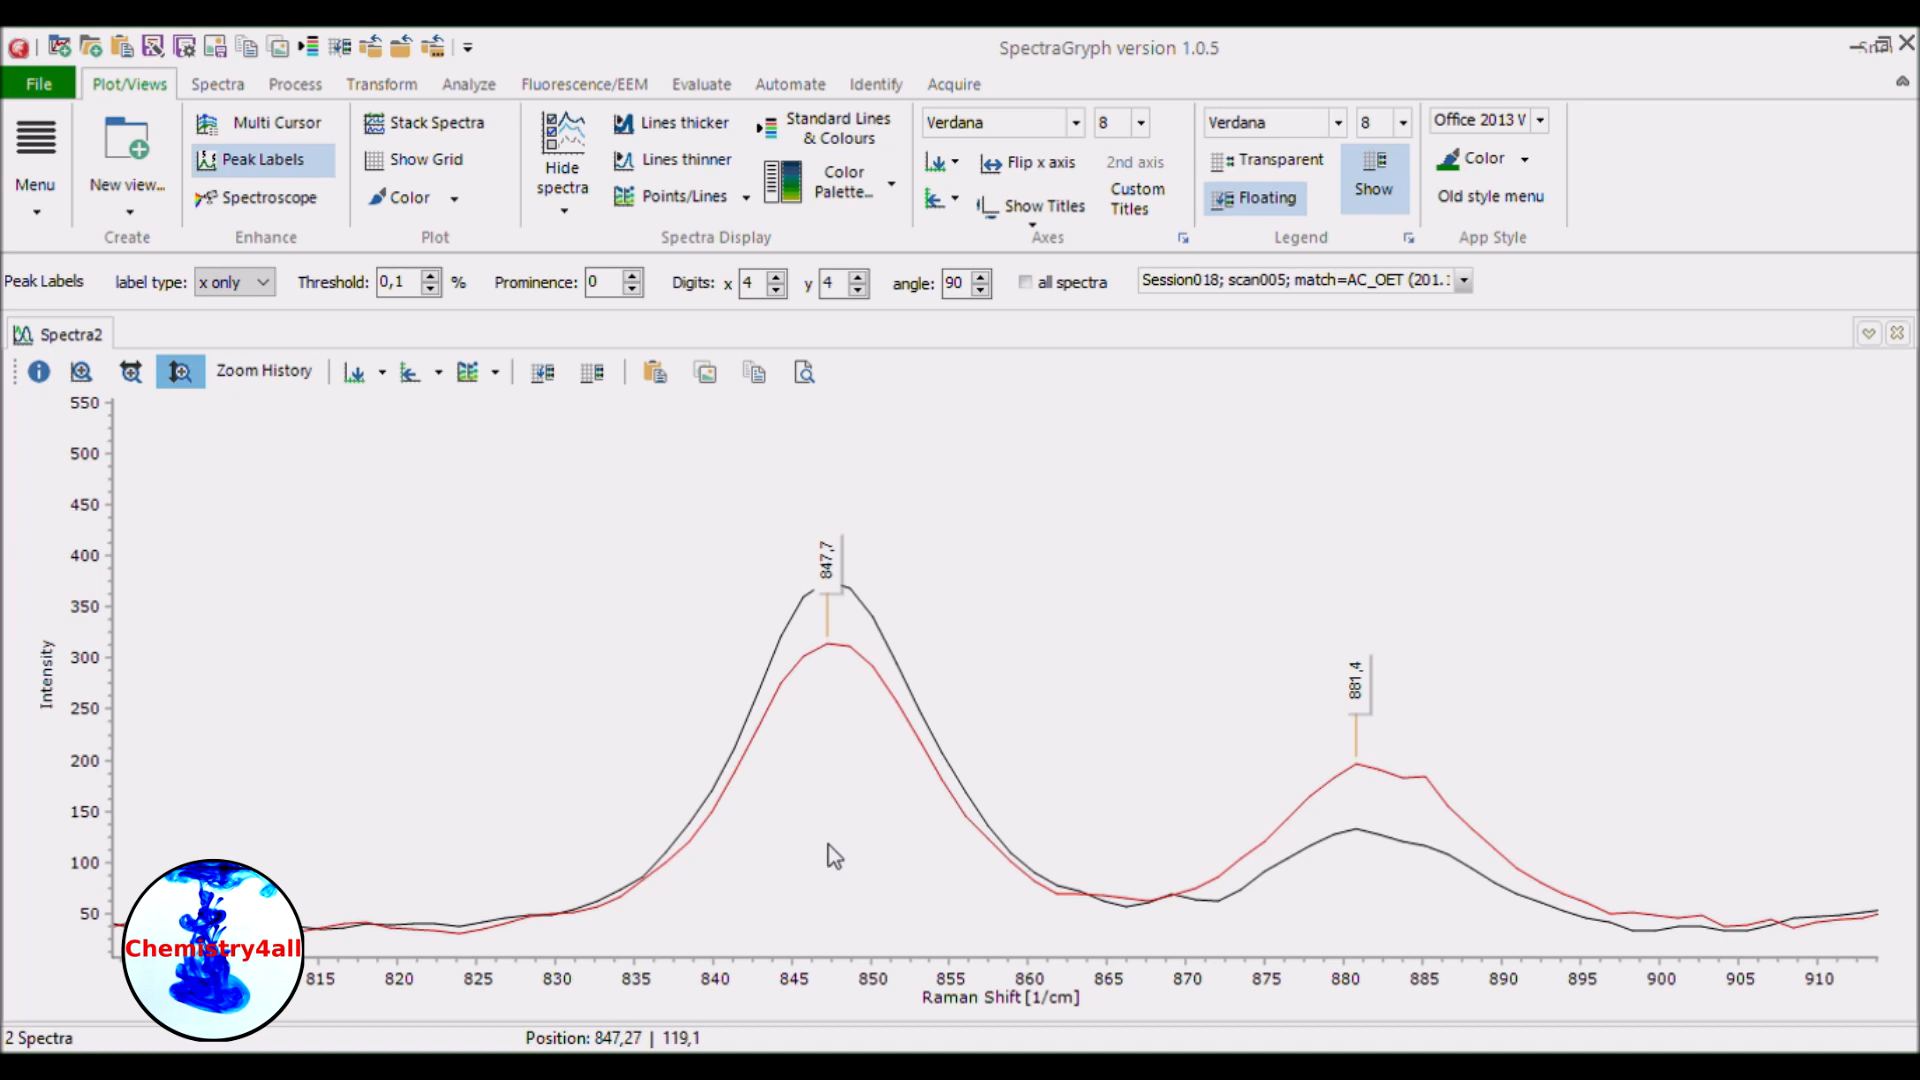 SpectraGryph version 1.0.5
File Plot/Views Spectra Process Transform Analyze Fluorescence/EEM Evaluate Automate Identify Acquire
Menu
New view...
Create
Multi Cursor
Peak Labels
Spectroscope
Enhance
Stack Spectra
Show Grid
Color
Plot
Hide spectra
Lines thicker
Lines thinner
Points/Lines
Standard Lines & Colours
Color Palette...
Spectra Display
Verdana 8
Flip x axis 2nd axis
Show Titles Custom Titles
Axes
Verdana 8
Transparent
Floating
Show
Legend
Office 2013 V
Color
Old style menu
App Style
Peak Labels label type: x only Threshold: 0,1 % Prominence: 0 Digits: x 4 y 4 angle: 90 all spectra Session018; scan005; match=AC_OET (201.
Spectra2
Zoom History
550
500
450
400
350
300
250
200
150
100
50
Intensity
847,7
881,4
Chemistry4all
815 820 825 830 835 840 845 850 855 860 865 870 875 880 885 890 895 900 905 910
Raman Shift [1/cm]
2 Spectra Position: 847,27 | 119,1